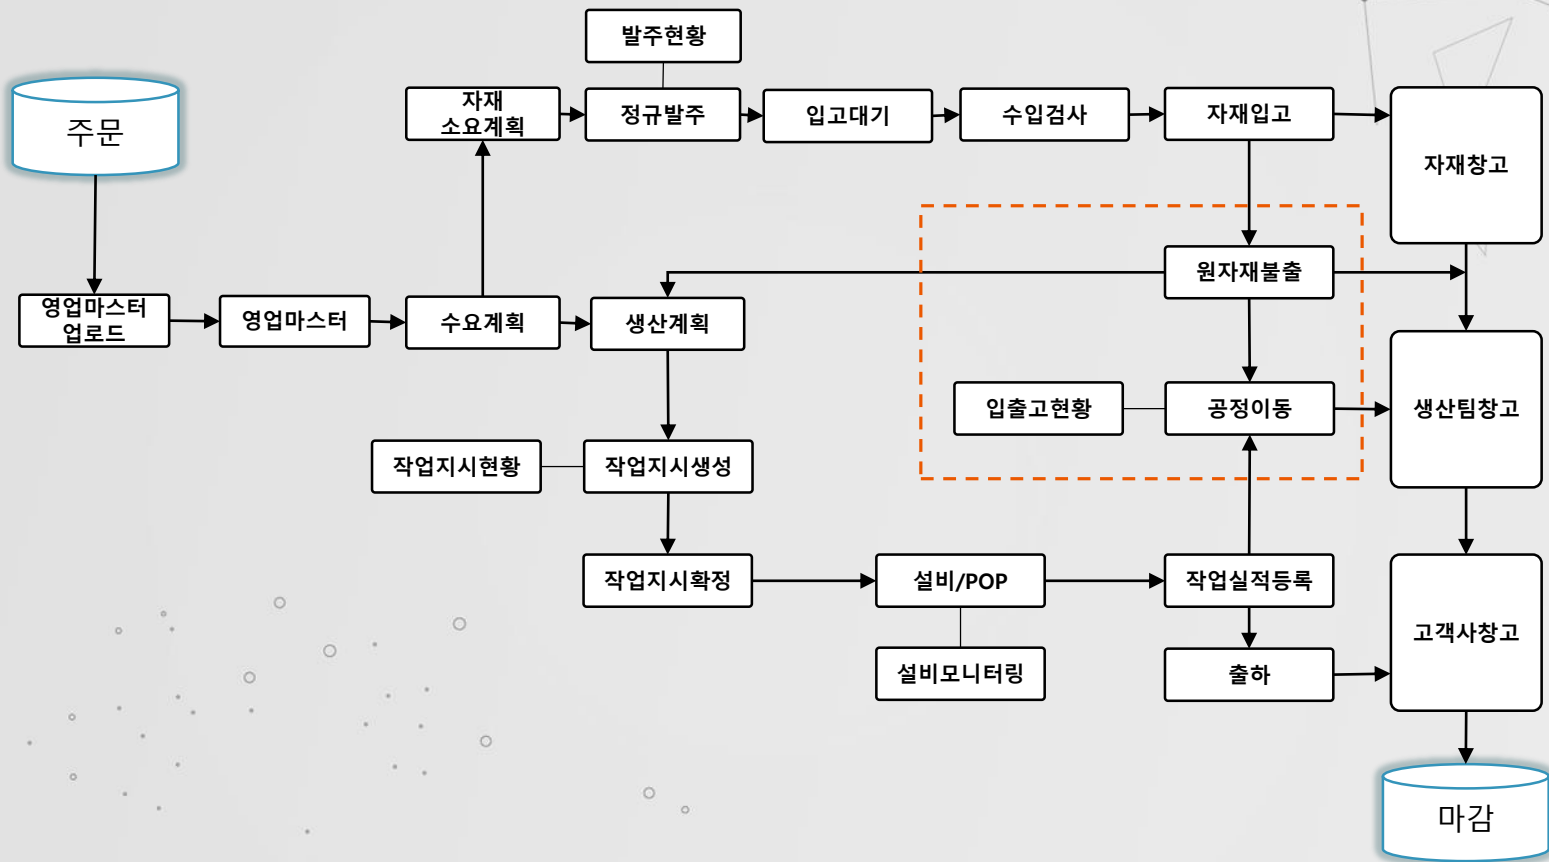 발주현황
주문
자재
소요계획
정규발주
입고대기
수입검사
자재입고
자재창고
원자재불출
영업마스터
업로드
영업마스터
수요계획
생산계획
입출고현황
공정이동
생산팀창고
작업지시현황
작업지시생성
작업지시확정
설비/POP
작업실적등록
고객사창고
설비모니터링
출하
마감